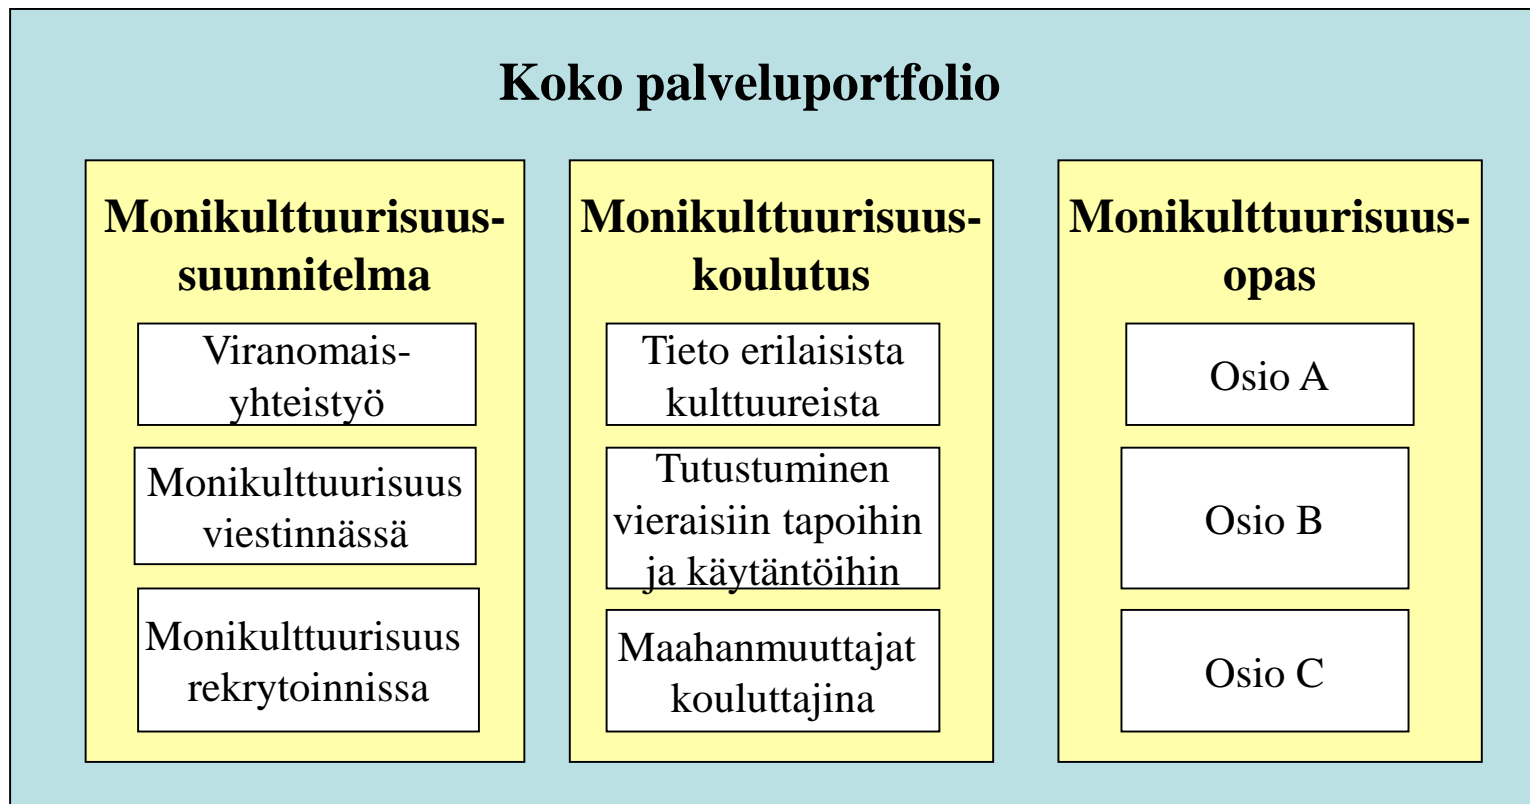 Koko palveluportfolio
Monikulttuurisuus-
suunnitelma
Viranomais-
yhteistyö
Monikulttuurisuus
viestinnässä
Monikulttuurisuus
rekrytoinnissa
Monikulttuurisuus-
koulutus
Tieto erilaisista
kulttuureista
Tutustuminen
vieraisiin tapoihin
ja käytäntöihin
Maahanmuuttajat
kouluttajina
Monikulttuurisuus-
opas
Osio A
Osio B
Osio C